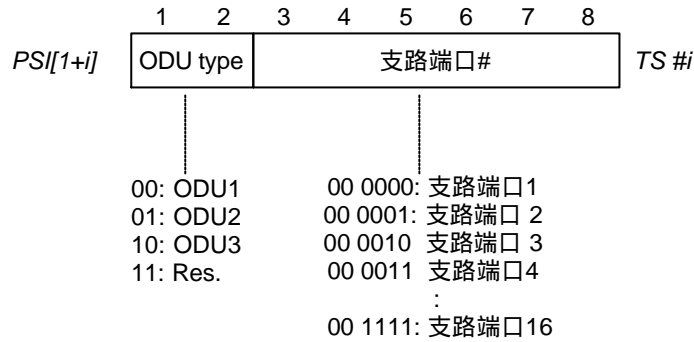 1 2 3 4 5 6 7 8
PSI[1+i] ODU type 支路端口# TS #i
00: ODU1 00 0000: 支路端口1
01: ODU2 00 0001: 支路端口 2
10: ODU3 00 0010 支路端口 3
11: Res. 00 0011 支路端口4
:
00 1111: 支路端口16